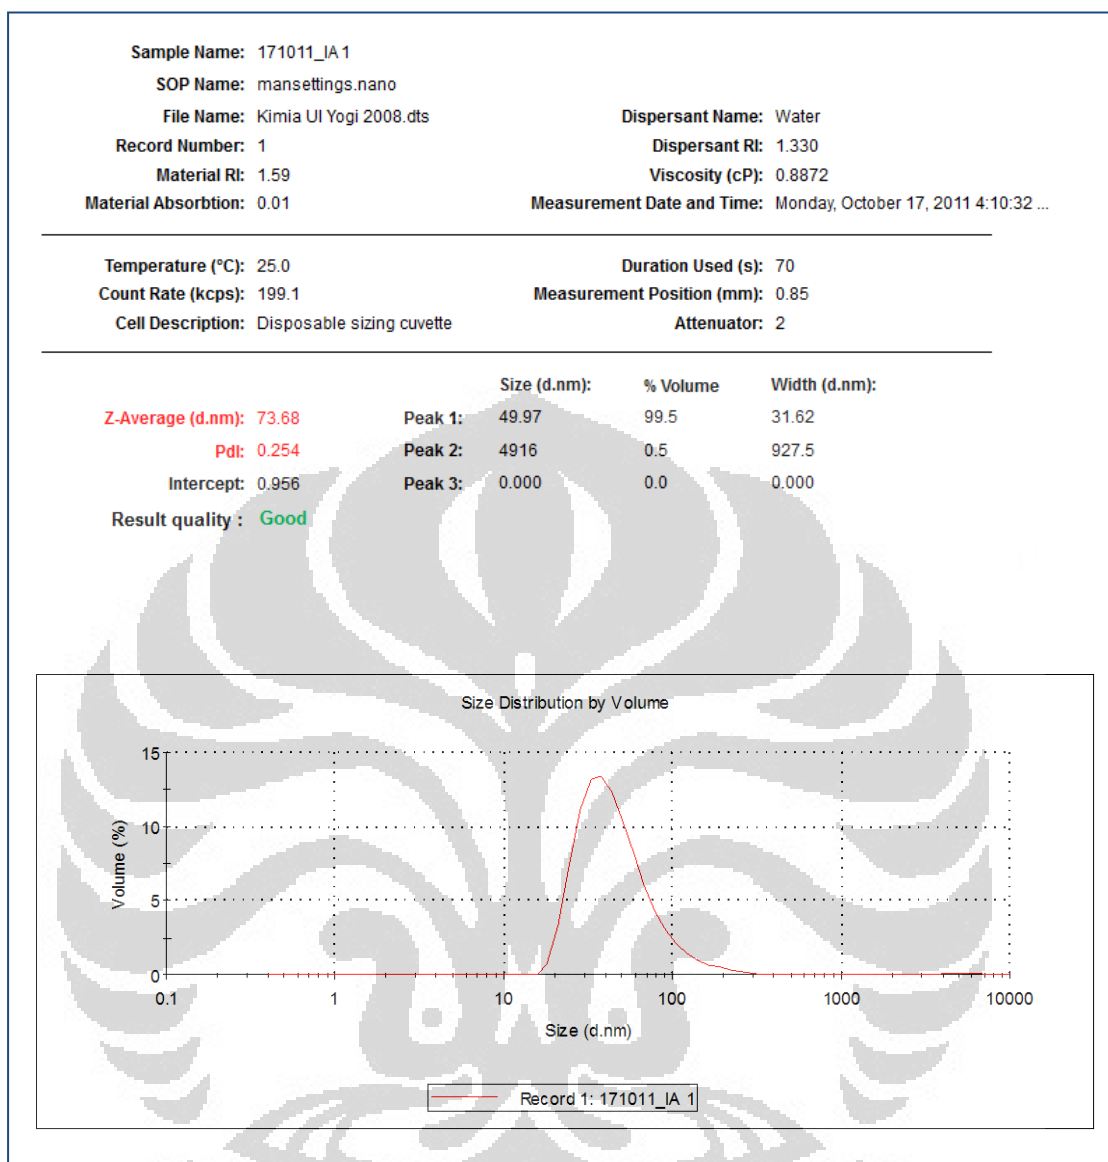 Sample Name: 171011_IA 1
SOP Name: mansettings.nano
File Name: Kimia UI Yogi 2008.dts Dispersant Name: Water
Record Number: 1 Dispersant RI: 1.330
Material RI: 1.59 Viscosity (cP): 0.8872
Material Absorbtion: 0.01 Measurement Date and Time: Monday, October 17, 2011 4:10:32 ...
Temperature (°C): 25.0 Duration Used (s): 70
Count Rate (kcps): 199.1 Measurement Position (mm): 0.85
Cell Description: Disposable sizing cuvette Attenuator: 2
Size (d.nm): % Volume Width (d.nm):
Z-Average (d.nm): 73.68 Peak 1: 49.97 99.5 31.62
PdI: 0.254 Peak 2: 4916 0.5 927.5
Intercept: 0.956 Peak 3: 0.000 0.0 0.000
Result quality : Good
Size Distribution by Volume
15
10
5
0
Volume (%)
0.1 1 10 100 1000 10000
Size (d.nm)
Record 1: 171011_IA 1